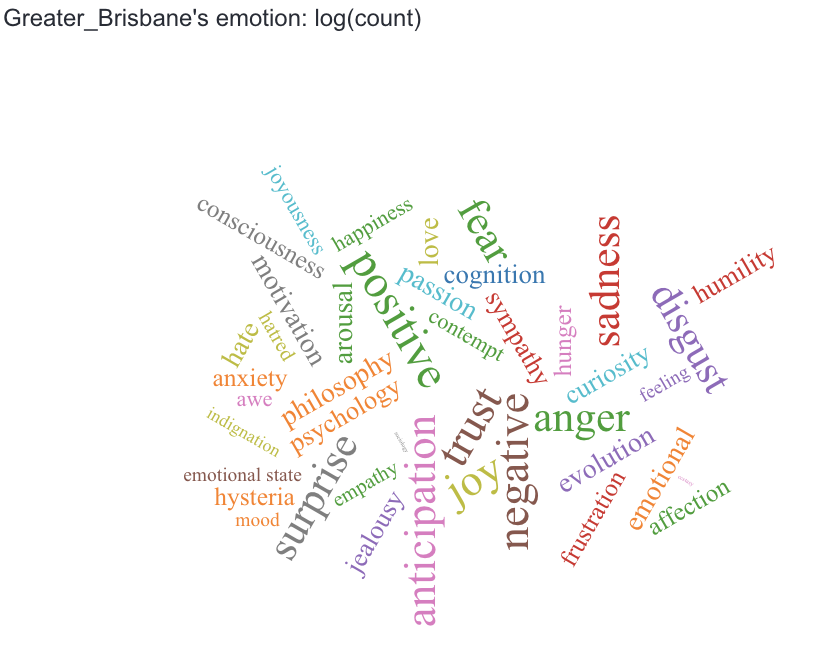 Greater_Brisbane's emotion: log(count)
joyousness
consciousness
happiness
love
fear
sadness
humility
motivation
positive
passion
cognition
arousal
contempt
sympathy
hunger
disgust
hate
hatred
anxiety
awe
philosophy
psychology
curiosity
feeling
trust
negative
anger
indignation
surprise
anticipation
joy
evolution
emotional
emotional state
hysteria
mood
empathy
jealousy
frustration
affection